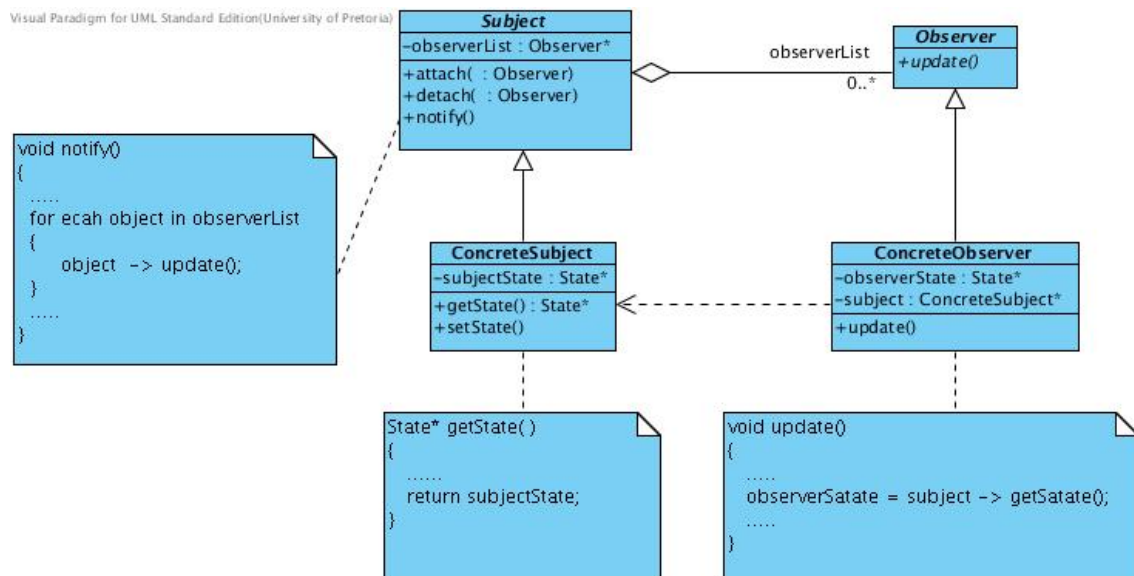 Visual Paradigm for UML Standard Edition(University of Pretoria)
Subject
-observerList : Observer*
+attach( : Observer)
+detach( : Observer)
+notify()
observerList
0..*
Observer
+update()
void notify()
{
.....
for ecah object in observerList
{
object -> update();
}
.....
}
ConcreteSubject
-subjectState : State*
+getState() : State*
+setState()
ConcreteObserver
-observerState : State*
-subject : ConcreteSubject*
+update()
State* getState( )
{
......
return subjectState;
}
void update()
{
.....
observerSatate = subject -> getSatate();
.....
}